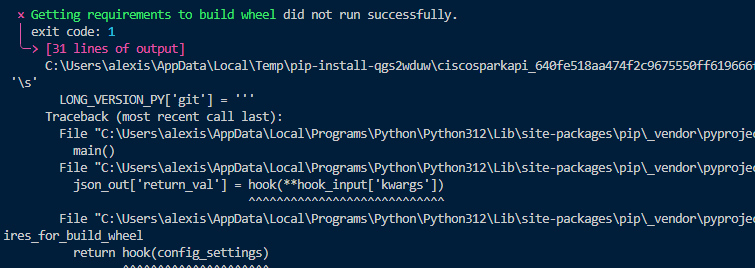 × Getting requirements to build wheel did not run successfully.
exit code: 1
[31 lines of output]
C:\Users\alexis\AppData\Local\Temp\pip-install-qgs2wduw\ciscosparkapi_640fe518aa474f2c9675550ff619666
'\s'
LONG_VERSION_PY['git'] = '''
Traceback (most recent call last):
File "C:\Users\alexis\AppData\Local\Programs\Python\Python312\Lib\site-packages\pip\_vendor\pyprojec
main()
File "C:\Users\alexis\AppData\Local\Programs\Python\Python312\Lib\site-packages\pip\_vendor\pyprojec
json_out['return_val'] = hook(**hook_input['kwargs'])
^^^^^^^^^^^^^^^^^^^^^^^^^^^^
File "C:\Users\alexis\AppData\Local\Programs\Python\Python312\Lib\site-packages\pip\_vendor\pyprojec
ires_for_build_wheel
return hook(config_settings)
^^^^^^^^^^^^^^^^^^^^^